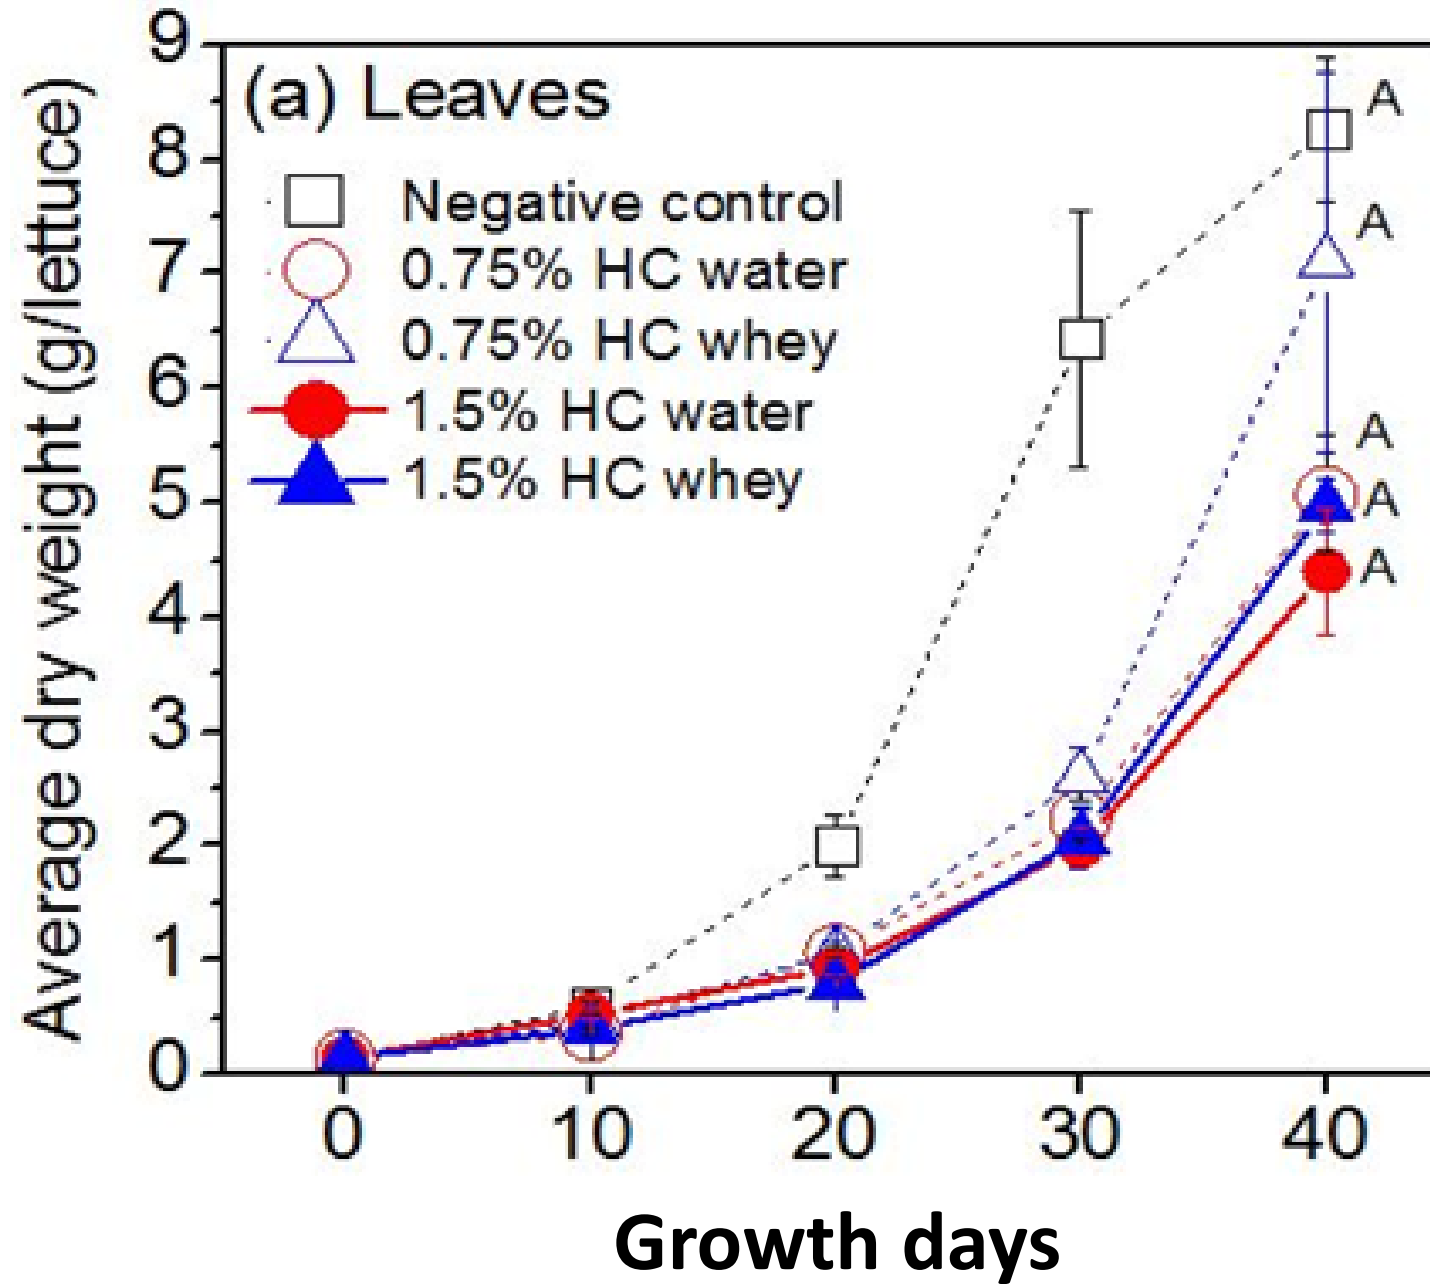 (a) Leaves
Negative control
0.75% HC water
0.75% HC whey
1.5% HC water
1.5% HC whey
Average dry weight (g/lettuce)
9
8
7
6
5
4
3
2
1
0
A
A
A
A
A
0 10 20 30 40
Growth days